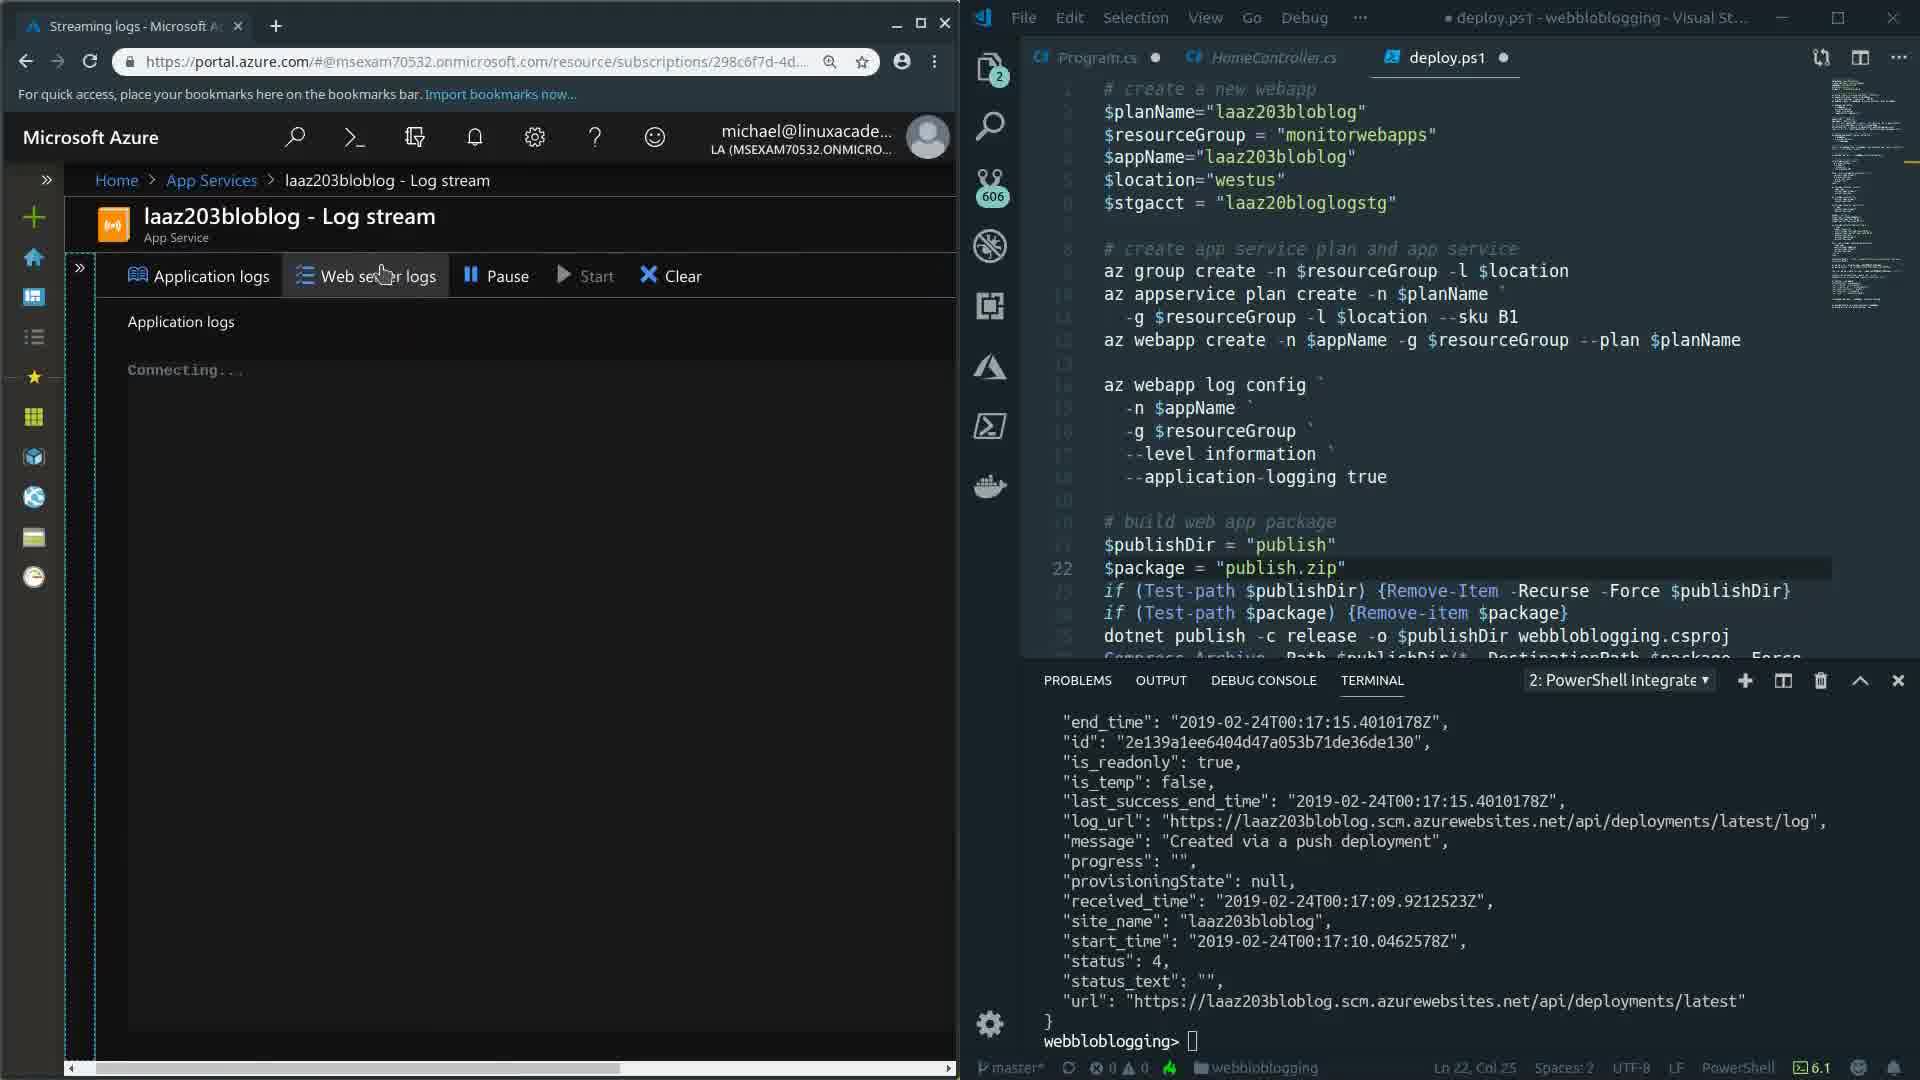 Streaming logs - Microsoft Az
https://portal.azure.com/#@msexam70532.onmicrosoft.com/resource/subscriptions/298c6f7d-4d...
For quick access, place your bookmarks here on the bookmarks bar. Import bookmarks now...
Microsoft Azure
michael@linuxacade...
LA (MSEXAM70532.ONMICRO...
Home > App Services > laaz203bloblog - Log stream
laaz203bloblog - Log stream
App Service
Application logs
Web server logs
Pause
Start
Clear
Application logs
Connecting...
File Edit Selection View Go Debug ...
● deploy.ps1 - webbloblogging - Visual St...
Program.cs
HomeController.cs
deploy.ps1
2
606
# create a new webapp
$planName="laaz203bloblog"
$resourceGroup = "monitorwebapps"
$appName="laaz203bloblog"
$location="westus"
$stgacct = "laaz20bloglogstg"
# create app service plan and app service
az group create -n $resourceGroup -l $location
az appservice plan create -n $planName `
-g $resourceGroup -l $location --sku B1
az webapp create -n $appName -g $resourceGroup --plan $planName
az webapp log config `
-n $appName `
-g $resourceGroup `
--level information `
--application-logging true
# build web app package
$publishDir = "publish"
22 $package = "publish.zip"
if (Test-path $publishDir) {Remove-Item -Recurse -Force $publishDir}
if (Test-path $package) {Remove-item $package}
dotnet publish -c release -o $publishDir webbloblogging.csproj
Compress-Archive -Path $publishDir/* -DestinationPath $package -Force
PROBLEMS OUTPUT DEBUG CONSOLE TERMINAL
2: PowerShell Integrate
"end_time": "2019-02-24T00:17:15.4010178Z",
"id": "2e139a1ee6404d47a053b71de36de130",
"is_readonly": true,
"is_temp": false,
"last_success_end_time": "2019-02-24T00:17:15.4010178Z",
"log_url": "https://laaz203bloblog.scm.azurewebsites.net/api/deployments/latest/log",
"message": "Created via a push deployment",
"progress": "",
"provisioningState": null,
"received_time": "2019-02-24T00:17:09.9212523Z",
"site_name": "laaz203bloblog",
"start_time": "2019-02-24T00:17:10.0462578Z",
"status": 4,
"status_text": "",
"url": "https://laaz203bloblog.scm.azurewebsites.net/api/deployments/latest"
}
webbloblogging>
master* 0 0 webbloblogging Ln 22, Col 25 Spaces: 2 UTF-8 LF PowerShell 6.1